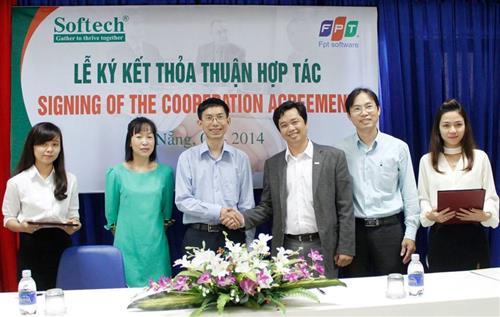 Softech®
Gather to thrive together
FPT
Fpt software
LỄ KÝ KẾT THỎA THUẬN HỢP TÁC
SIGNING OF THE COOPERATION AGREEMENT
Nẵng, 2014